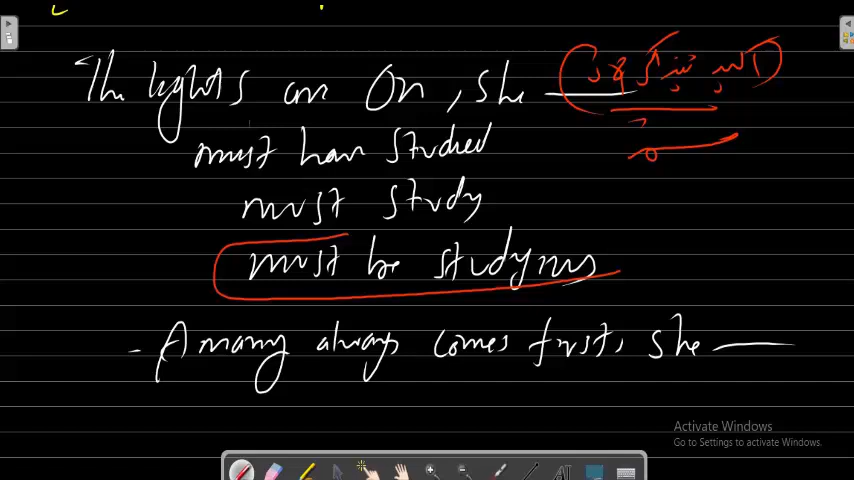 The lights are On, she
must have studied
must study
must be studying
- Amany always comes first, she
Activate Windows
Go to Settings to activate Windows.